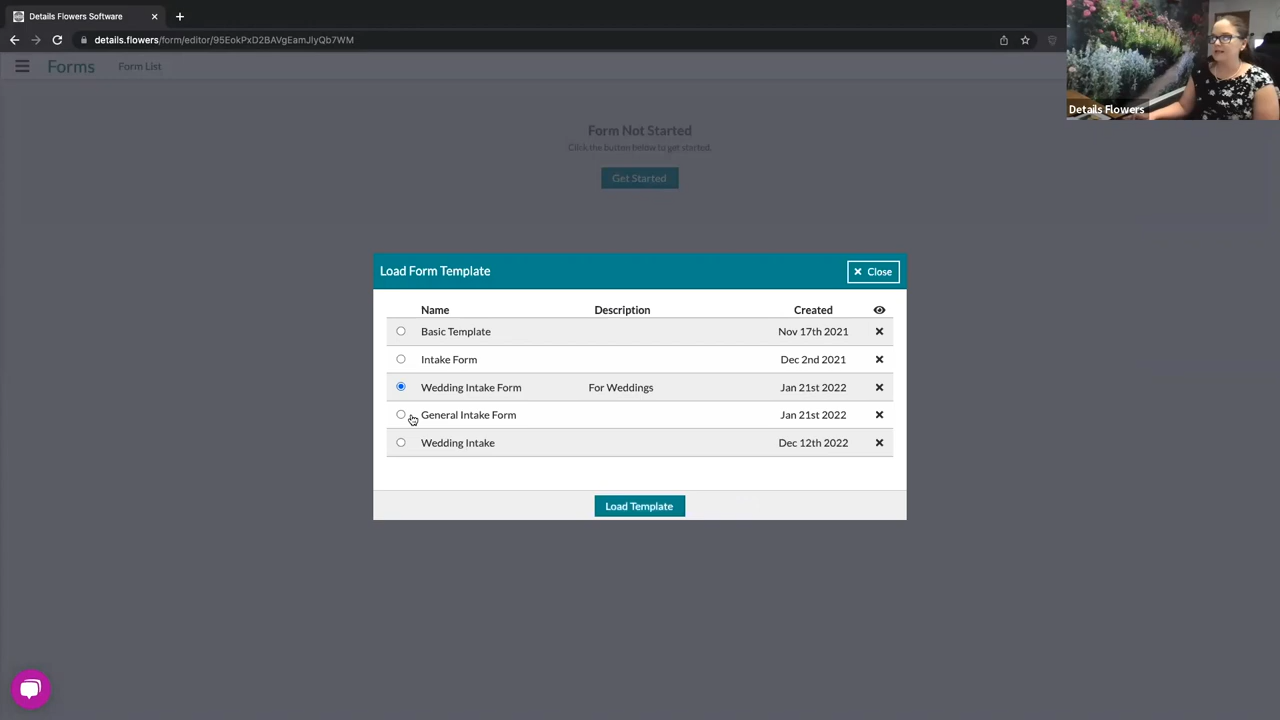 Details Flowers Software
details.flowers/form/editor/95EokPxD2BAVgEamJlyQb7WM
Details Flowers
Forms Form List
Form Not Started
Click the button below to get started.
Get Started
Load Form Template
Close
Name Description Created
Basic Template Nov 17th 2021
Intake Form Dec 2nd 2021
Wedding Intake Form For Weddings Jan 21st 2022
General Intake Form Jan 21st 2022
Wedding Intake Dec 12th 2022
Load Template